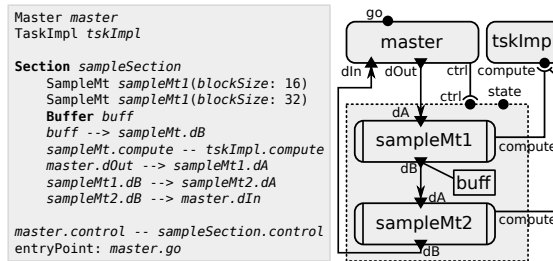 Master master
TaskImpl tskImpl
Section sampleSection
SampleMt sampleMt1(blockSize: 16)
SampleMt sampleMt1(blockSize: 32)
Buffer buff
buff --> sampleMt.dB
sampleMt.compute -- tskImpl.compute
master.dOut --> sampleMt1.dA
sampleMt1.dB --> sampleMt2.dA
sampleMt2.dB --> master.dIn
master.control -- sampleSection.control
entryPoint: master.go
go
master
tskImp
dIn
dOut
ctrl
compute
ctrl
state
dA
sampleMt1
compute
dB
buff
dA
sampleMt2
compute
dB